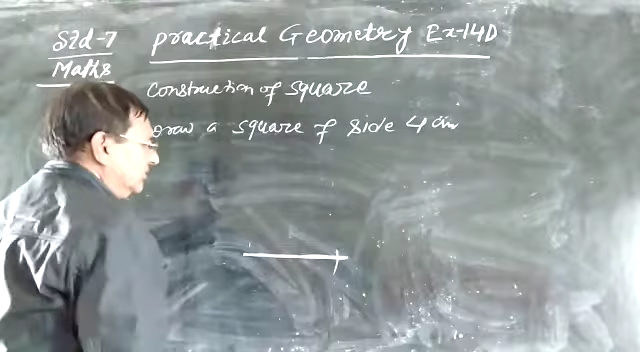 Std-7 practical Geometry Ex-14D
Maths
Construction of square
Draw a square of side 4 cm